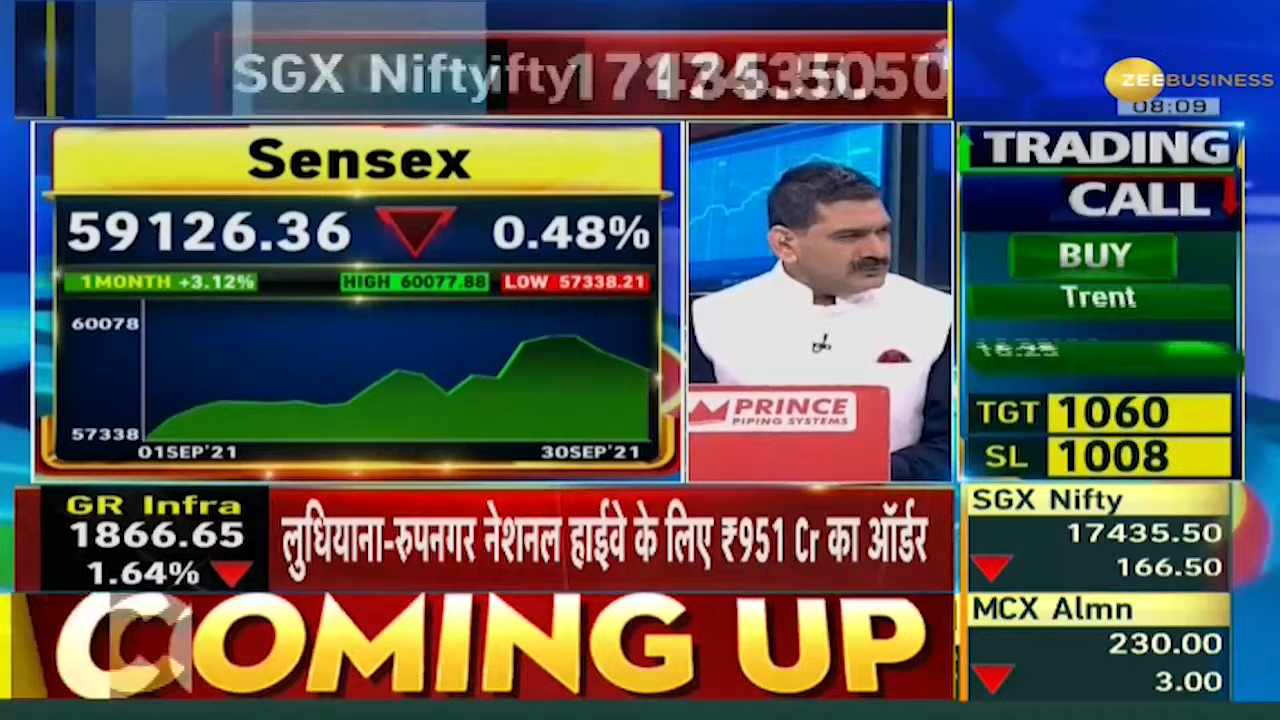 SGX Nifty
ZEEBUSINESS
08:09
Sensex
59126.36 0.48%
1MONTH +3.12% HIGH 60077.88 LOW 57338.21
60078
57338
01SEP'21 30SEP'21
PRINCE
PIPING SYSTEMS
TRADING
CALL
BUY
Trent
TGT 1060
SL 1008
GR Infra
1866.65
1.64%
लुधियाना-रुपनगर नेशनल हाईवे के लिए ₹951 Cr का ऑर्डर
SGX Nifty
17435.50
166.50
MCX Almn
230.00
3.00
COMING UP